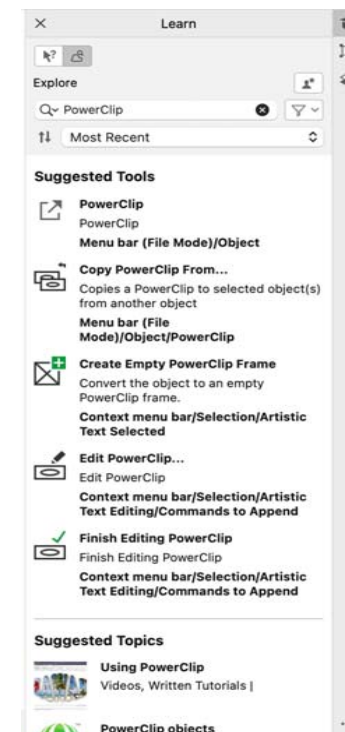 Learn
Explore
PowerClip
Most Recent
Suggested Tools
PowerClip
PowerClip
Menu bar (File Mode)/Object
Copy PowerClip From...
Copies a PowerClip to selected object(s)
from another object
Menu bar (File
Mode)/Object/PowerClip
Create Empty PowerClip Frame
Convert the object to an empty
PowerClip frame.
Context menu bar/Selection/Artistic
Text Selected
Edit PowerClip...
Edit PowerClip
Context menu bar/Selection/Artistic
Text Editing/Commands to Append
Finish Editing PowerClip
Finish Editing PowerClip
Context menu bar/Selection/Artistic
Text Editing/Commands to Append
Suggested Topics
Using PowerClip
Videos, Written Tutorials |
PowerClip objects